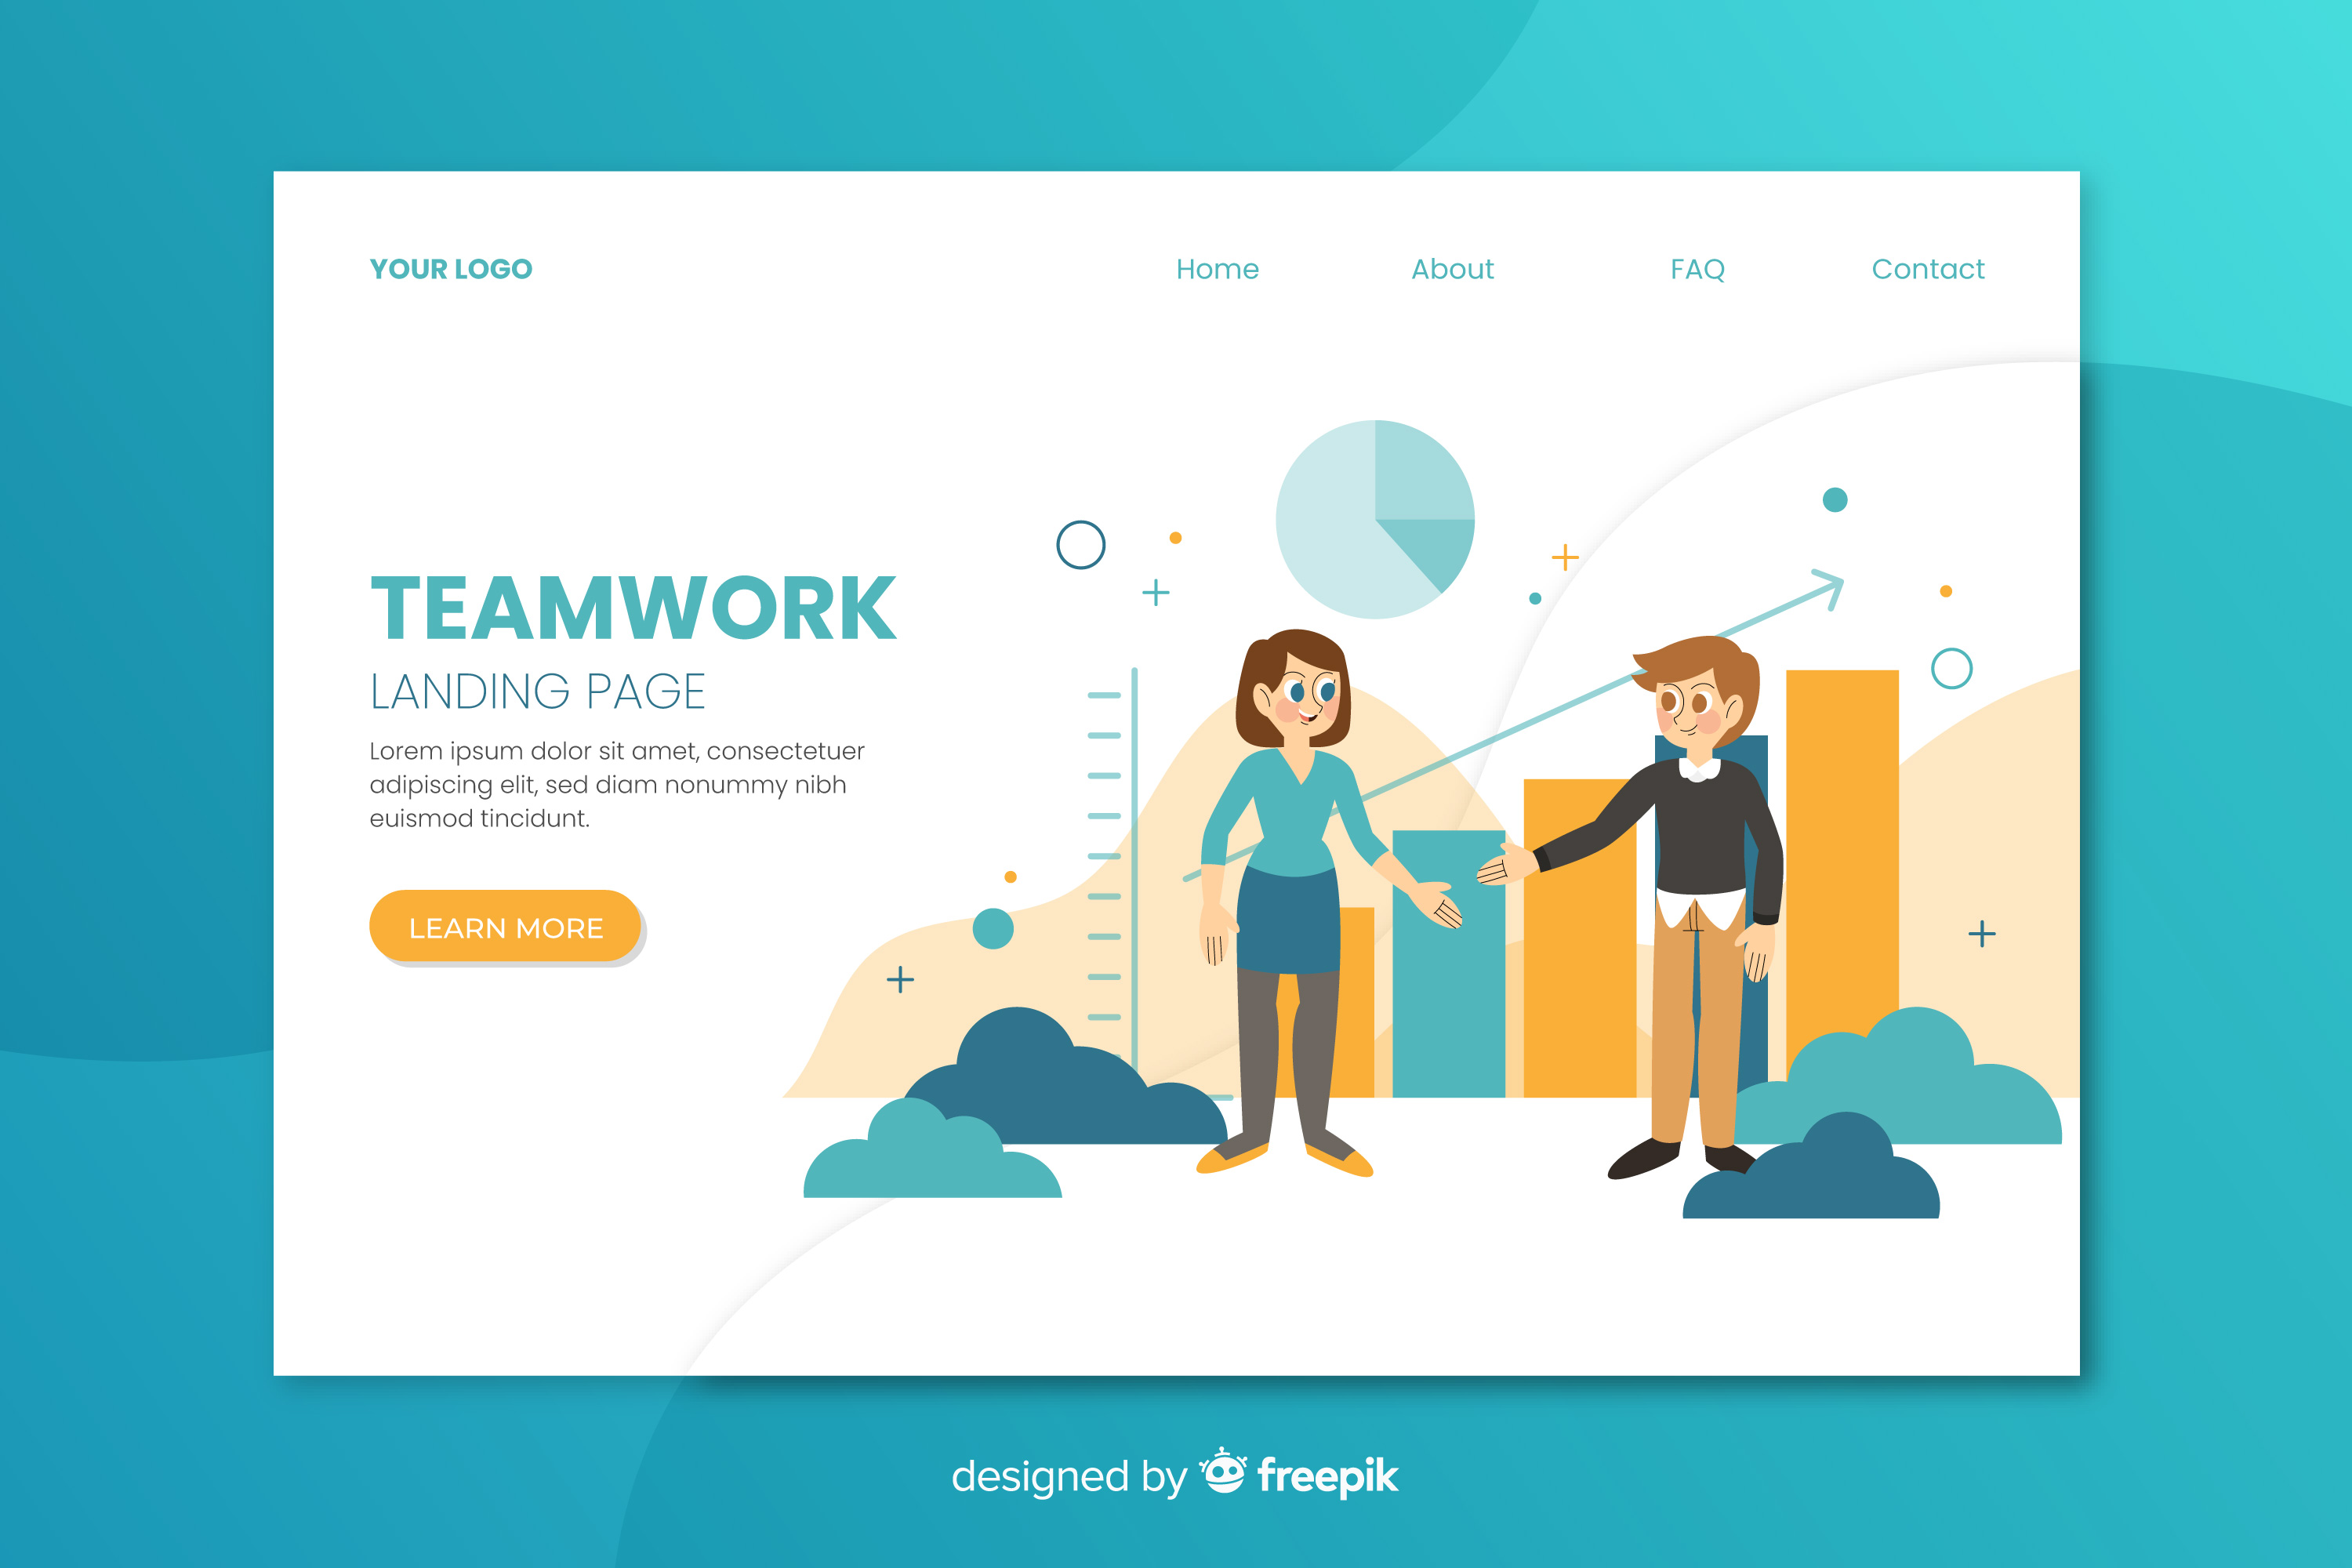 YOUR LOGO
Home
About
FAQ
Contact
TEAMWORK
LANDING PAGE
Lorem ipsum dolor sit amet, consectetuer
adipiscing elit, sed diam nonummy nibh
euismod tincidunt.
LEARN MORE
designed by freepik